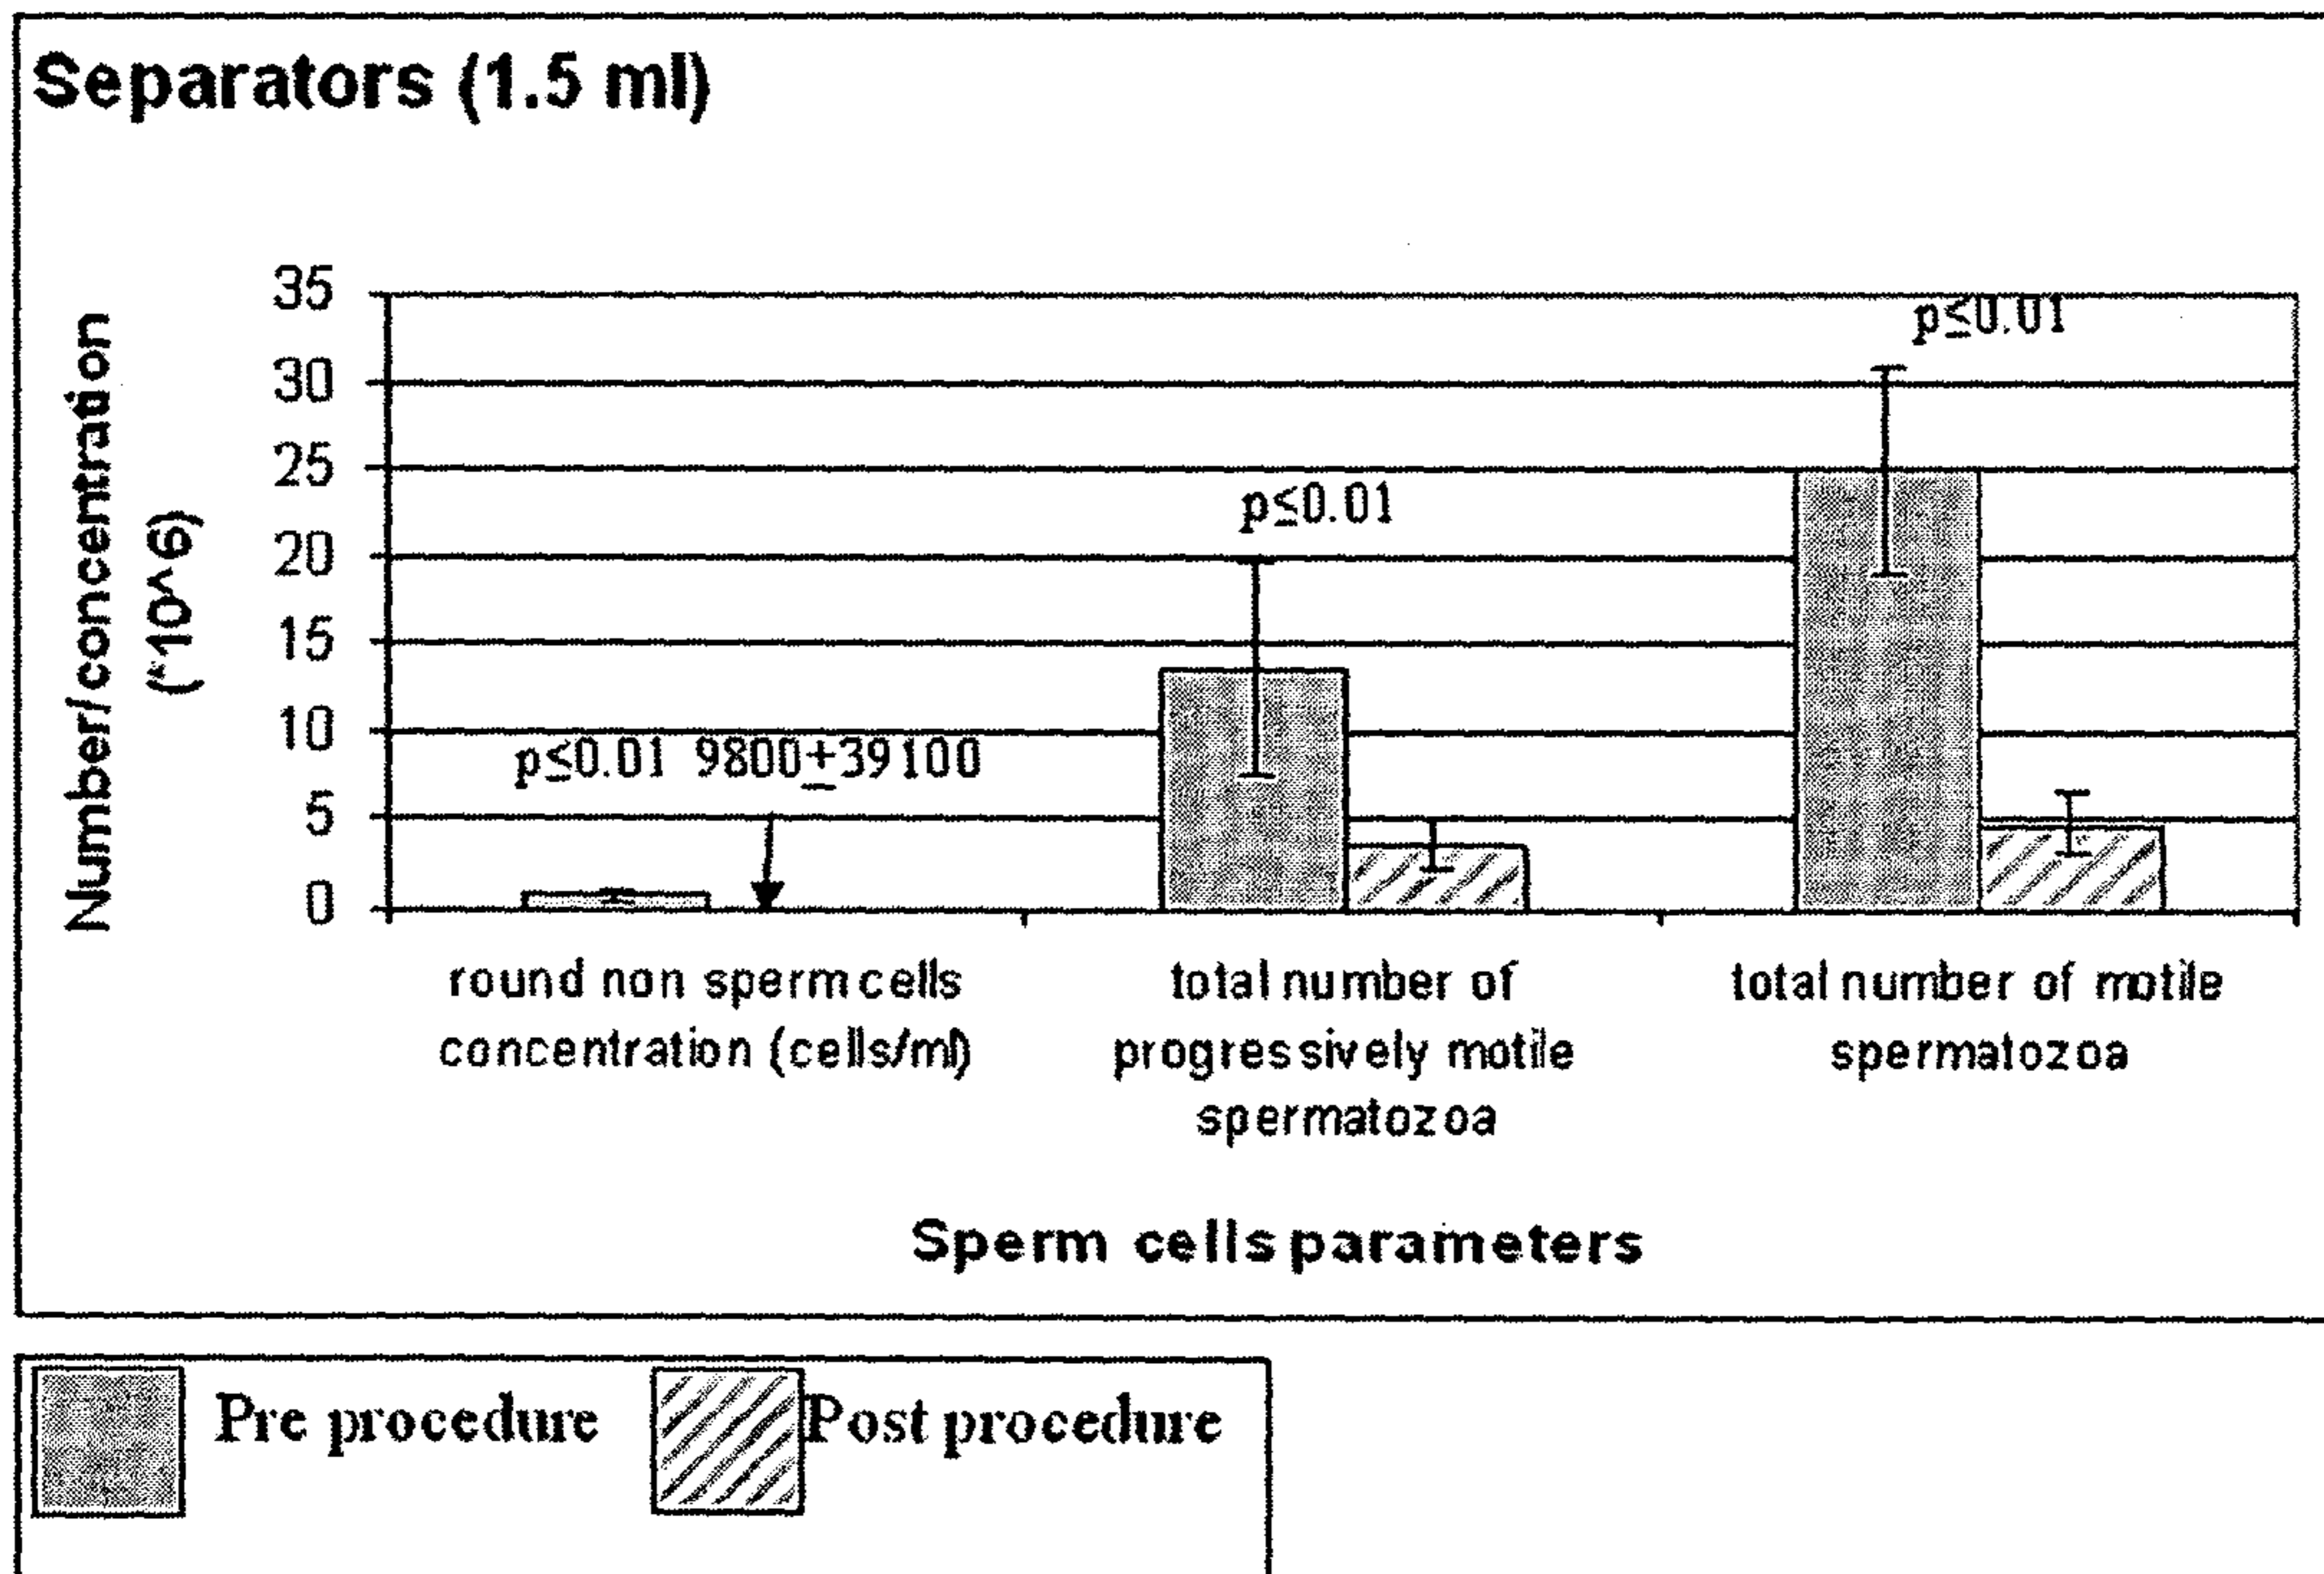 Separators (1.5 ml)
Number/concentration
(*10^6)
35
30
25
20
15
10
5
0
p≤0.01
p≤0.01
p≤0.01 9800±39100
round non sperm cells
concentration (cells/ml)
total number of
progressively motile
spermatozoa
total number of motile
spermatozoa
Sperm cells parameters
Pre procedure
Post procedure